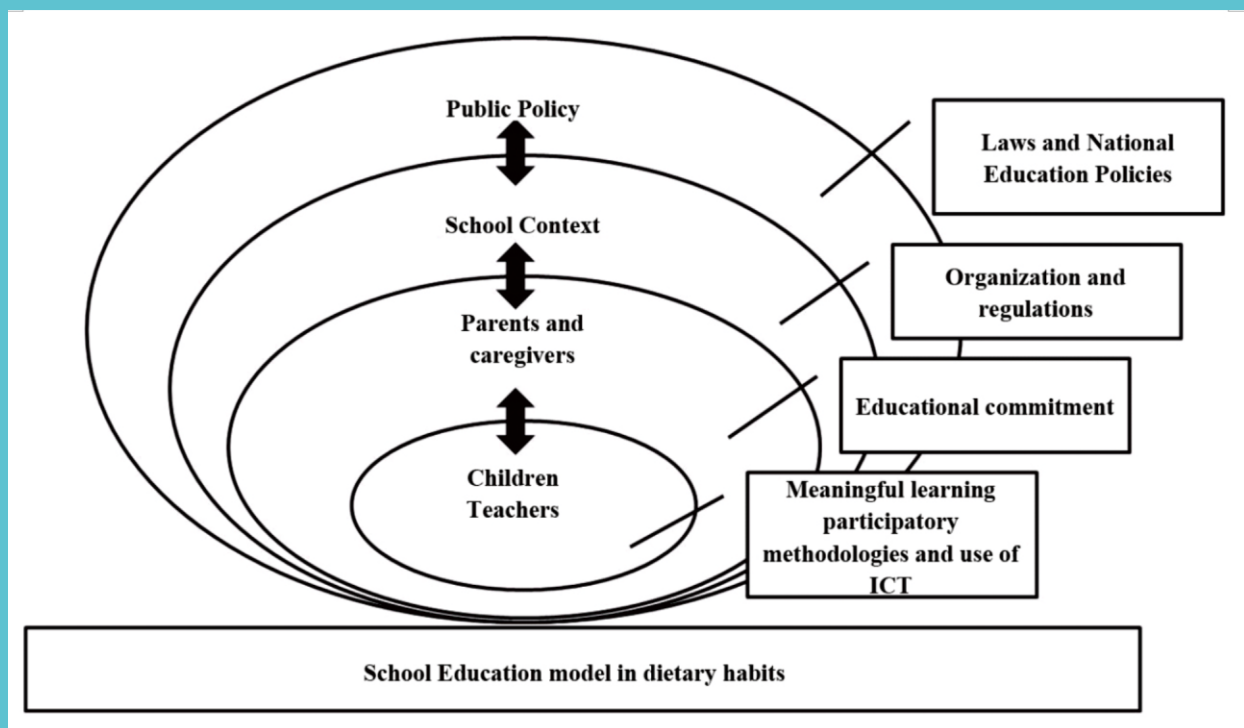 Public Policy
Laws and National
Education Policies
School Context
Organization and
regulations
Parents and
caregivers
Educational commitment
Children
Teachers
Meaningful learning
participatory
methodologies and use of
ICT
School Education model in dietary habits